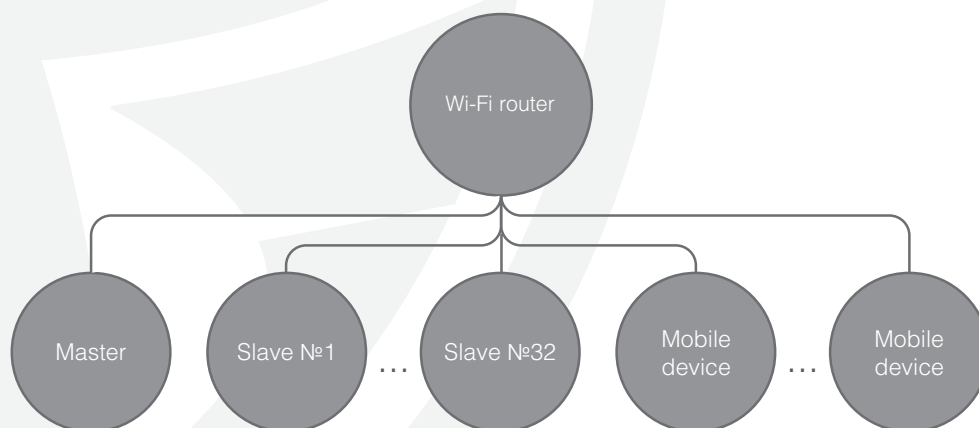 Wi-Fi router
Master
Slave №1
...
Slave №32
Mobile
device
...
Mobile
device